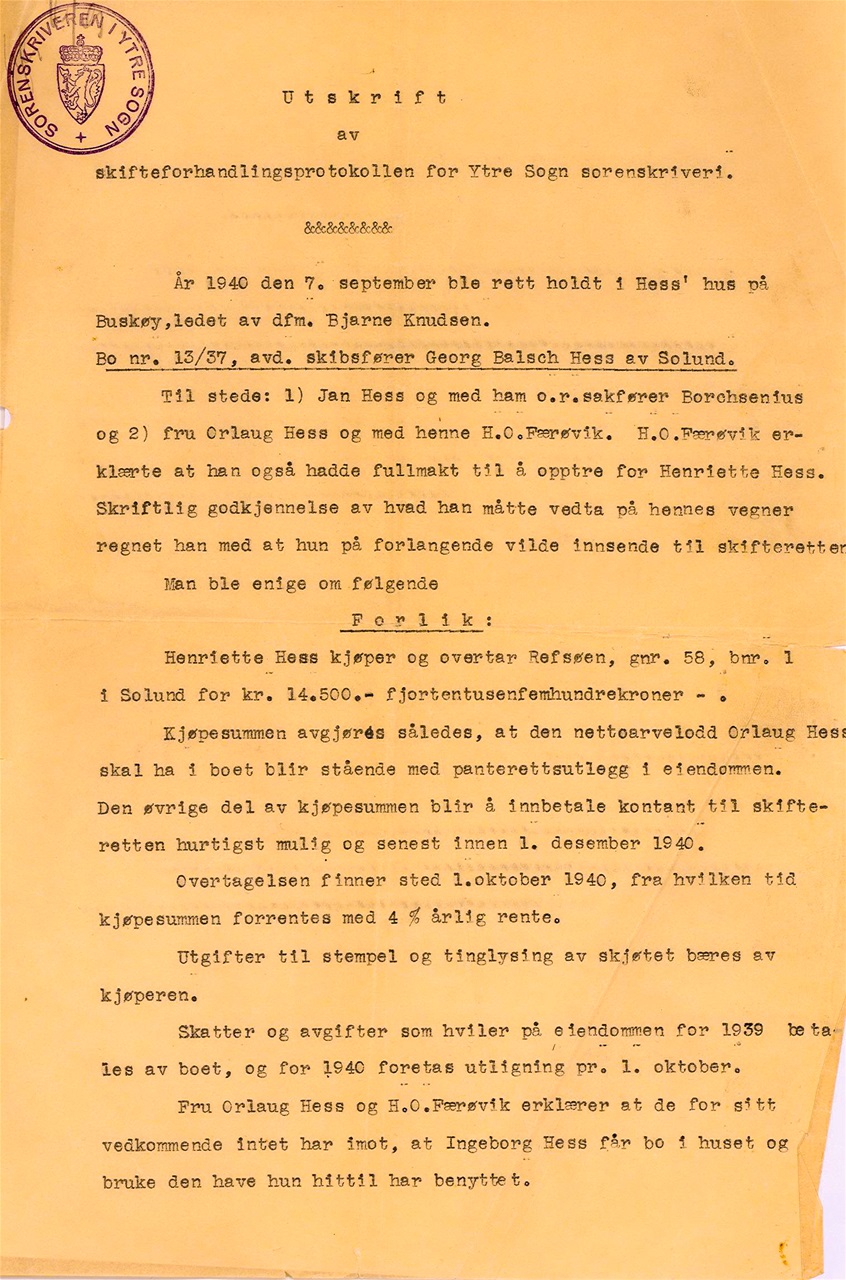 SORENSKRIVEREN I YTRE SOGN
U t s k r i f t
av
skifteforhandlingsprotokollen for Ytre Sogn sorenskriveri.
&&&&&&&&
År 1940 den 7. september ble rett holdt i Hess' hus på
Buskøy,ledet av dfm. Bjarne Knudsen.
Bo nr. 13/37, avd. skibsfører Georg Balsch Hess av Solund.
Til stede: 1) Jan Hess og med ham o.r.sakfører Borchsenius
og 2) fru Orlaug Hess og med henne H.O.Færøvik. H.O.Færøvik er-
klærte at han også hadde fullmakt til å opptre for Henriette Hess.
Skriftlig godkjennelse av hvad han måtte vedta på hennes vegner
regnet han med at hun på forlangende vilde innsende til skifteretten
Man ble enige om følgende
F o r l i k :
Henriette Hess kjøper og overtar Refsøen, gnr. 58, bnr. 1
i Solund for kr. 14.500.- fjortentusenfemhundrekroner - .
Kjøpesummen avgjøres således, at den nettoarvelodd Orlaug Hess
skal ha i boet blir stående med panterettsutlegg i eiendommen.
Den øvrige del av kjøpesummen blir å innbetale kontant til skifte-
retten hurtigst mulig og senest innen 1. desember 1940.
Overtagelsen finner sted 1.oktober 1940, fra hvilken tid
kjøpesummen forrentes med 4 % årlig rente.
Utgifter til stempel og tinglysing av skjøtet bæres av
kjøperen.
Skatter og avgifter som hviler på eiendommen for 1939 beta-
les av boet, og for 1940 foretas utligning pr. 1. oktober.
Fru Orlaug Hess og H.O.Færøvik erklærer at de for sitt
vedkommende intet har imot, at Ingeborg Hess får bo i huset og
bruke den have hun hittil har benyttet.